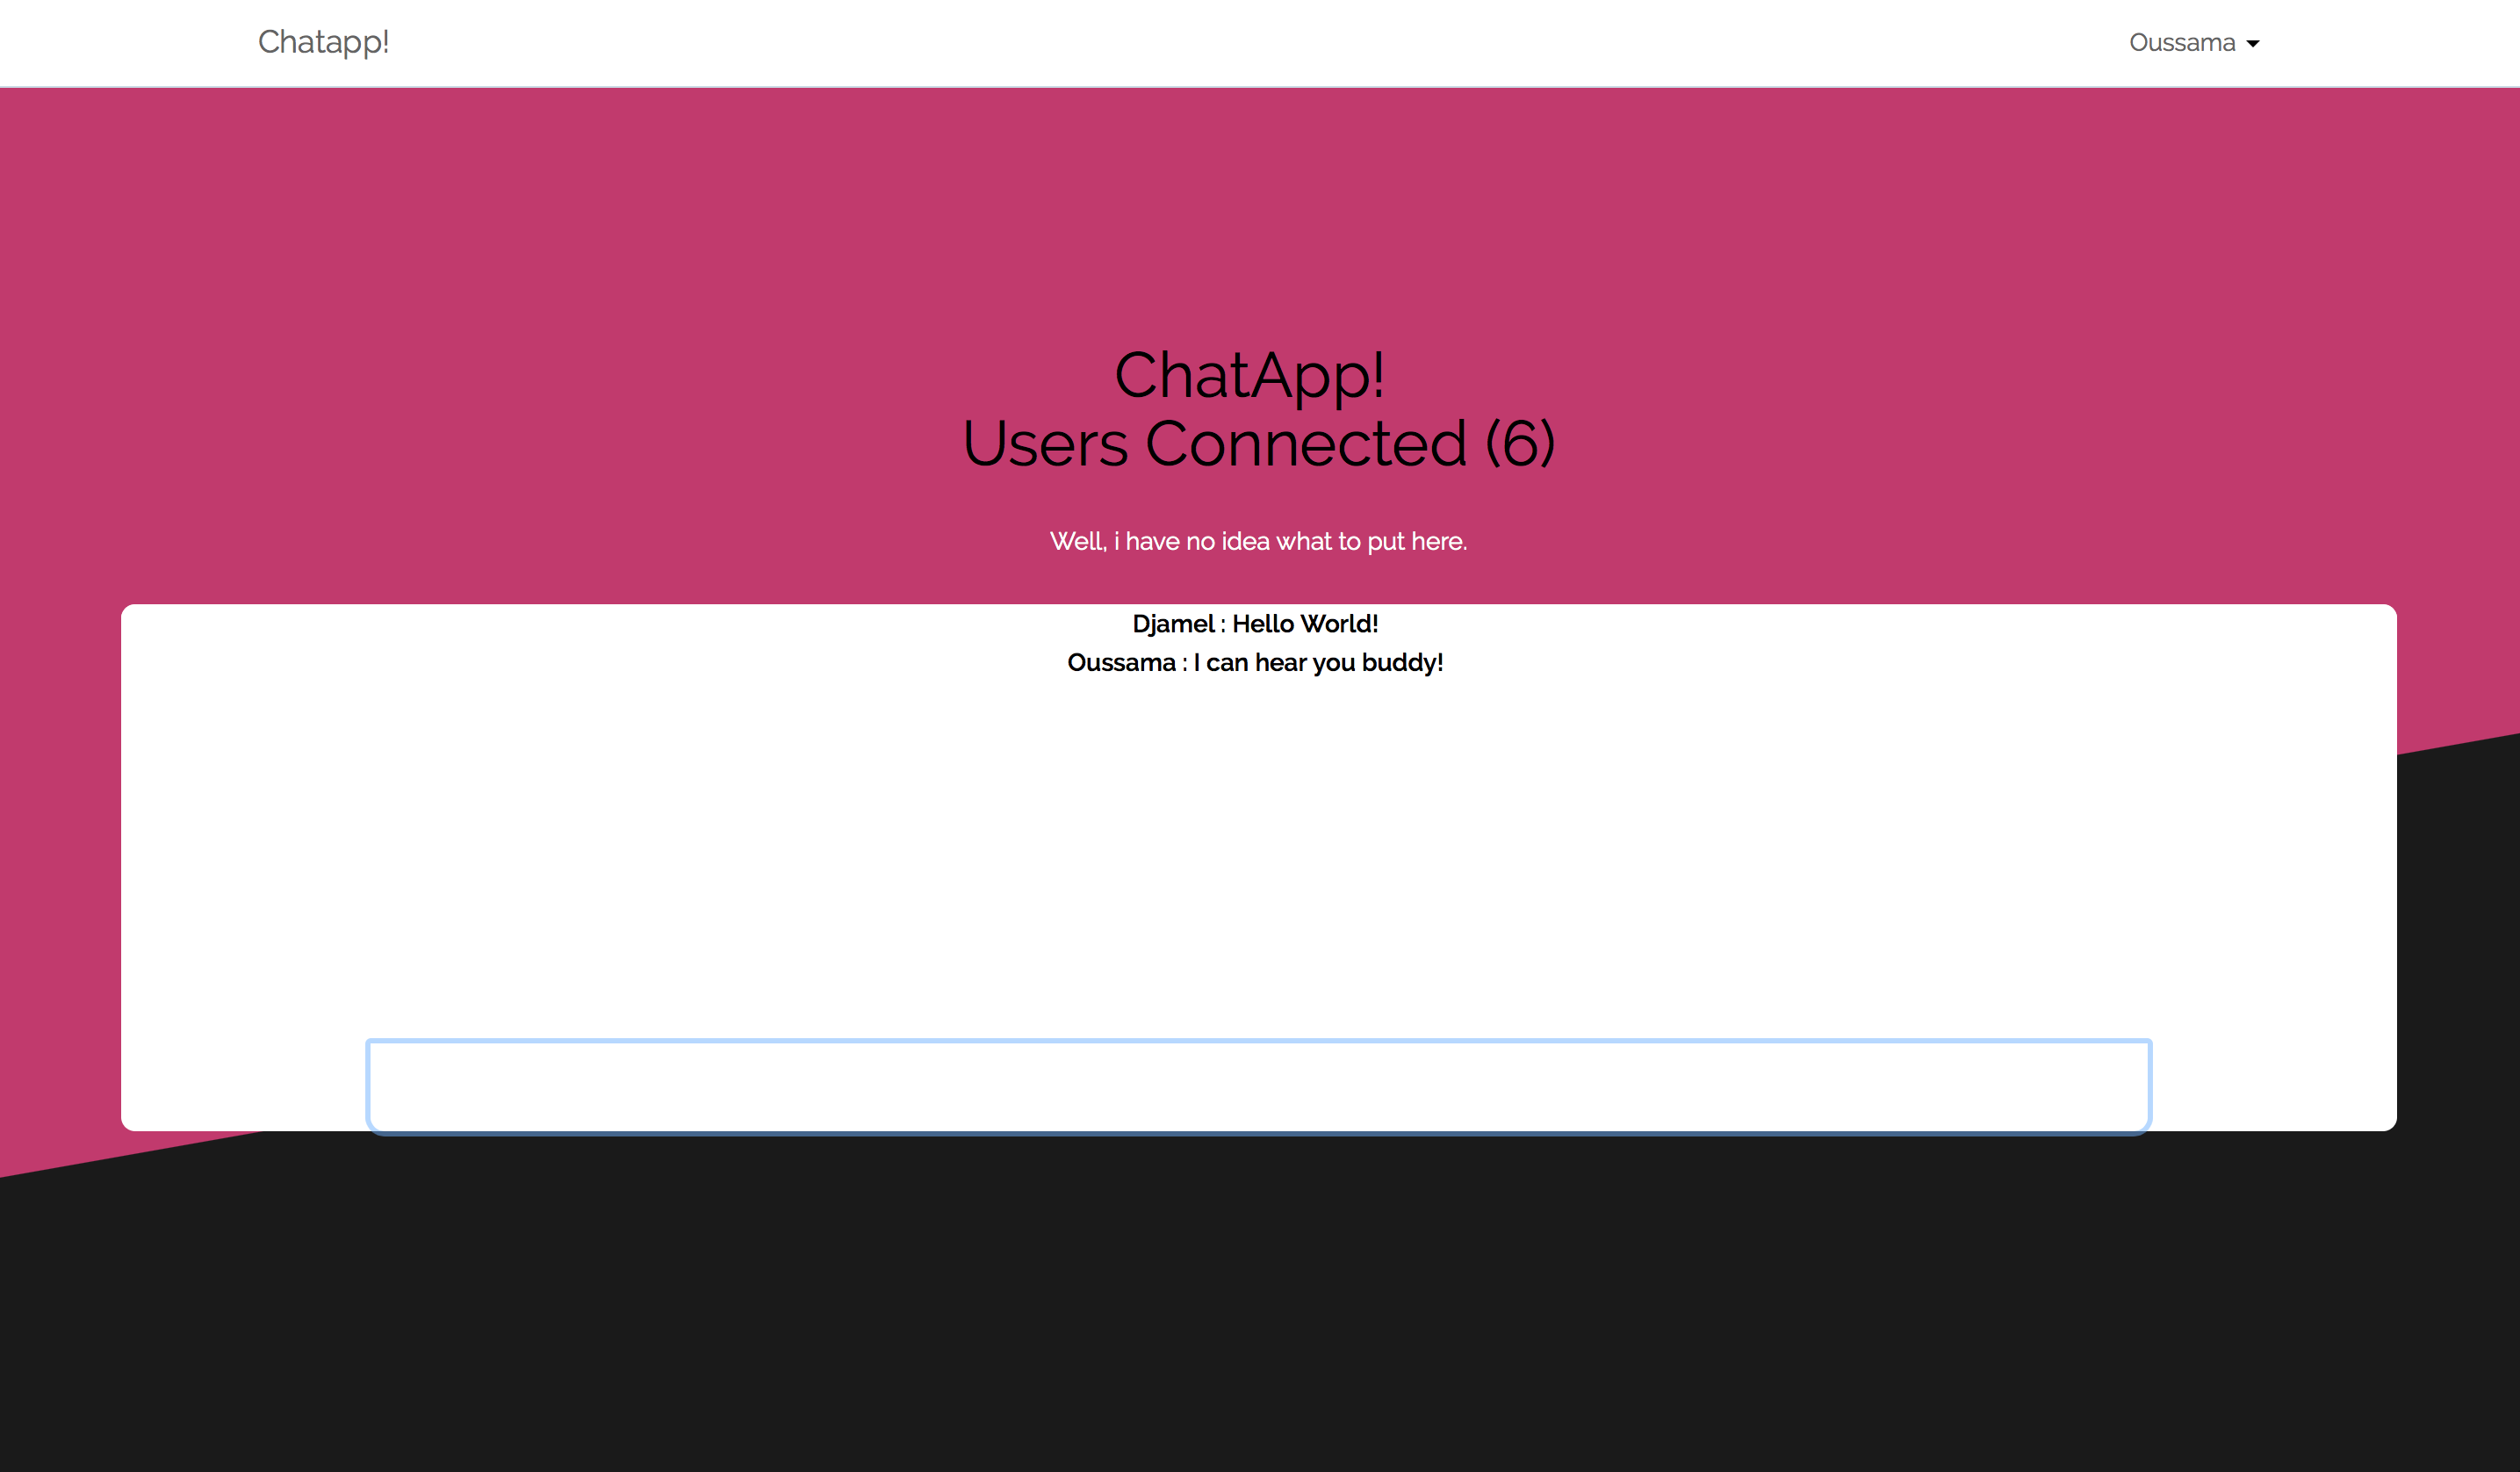 Chatapp!
Oussama
ChatApp!
Users Connected (6)
Well, i have no idea what to put here.
Djamel : Hello World!
Oussama : I can hear you buddy!